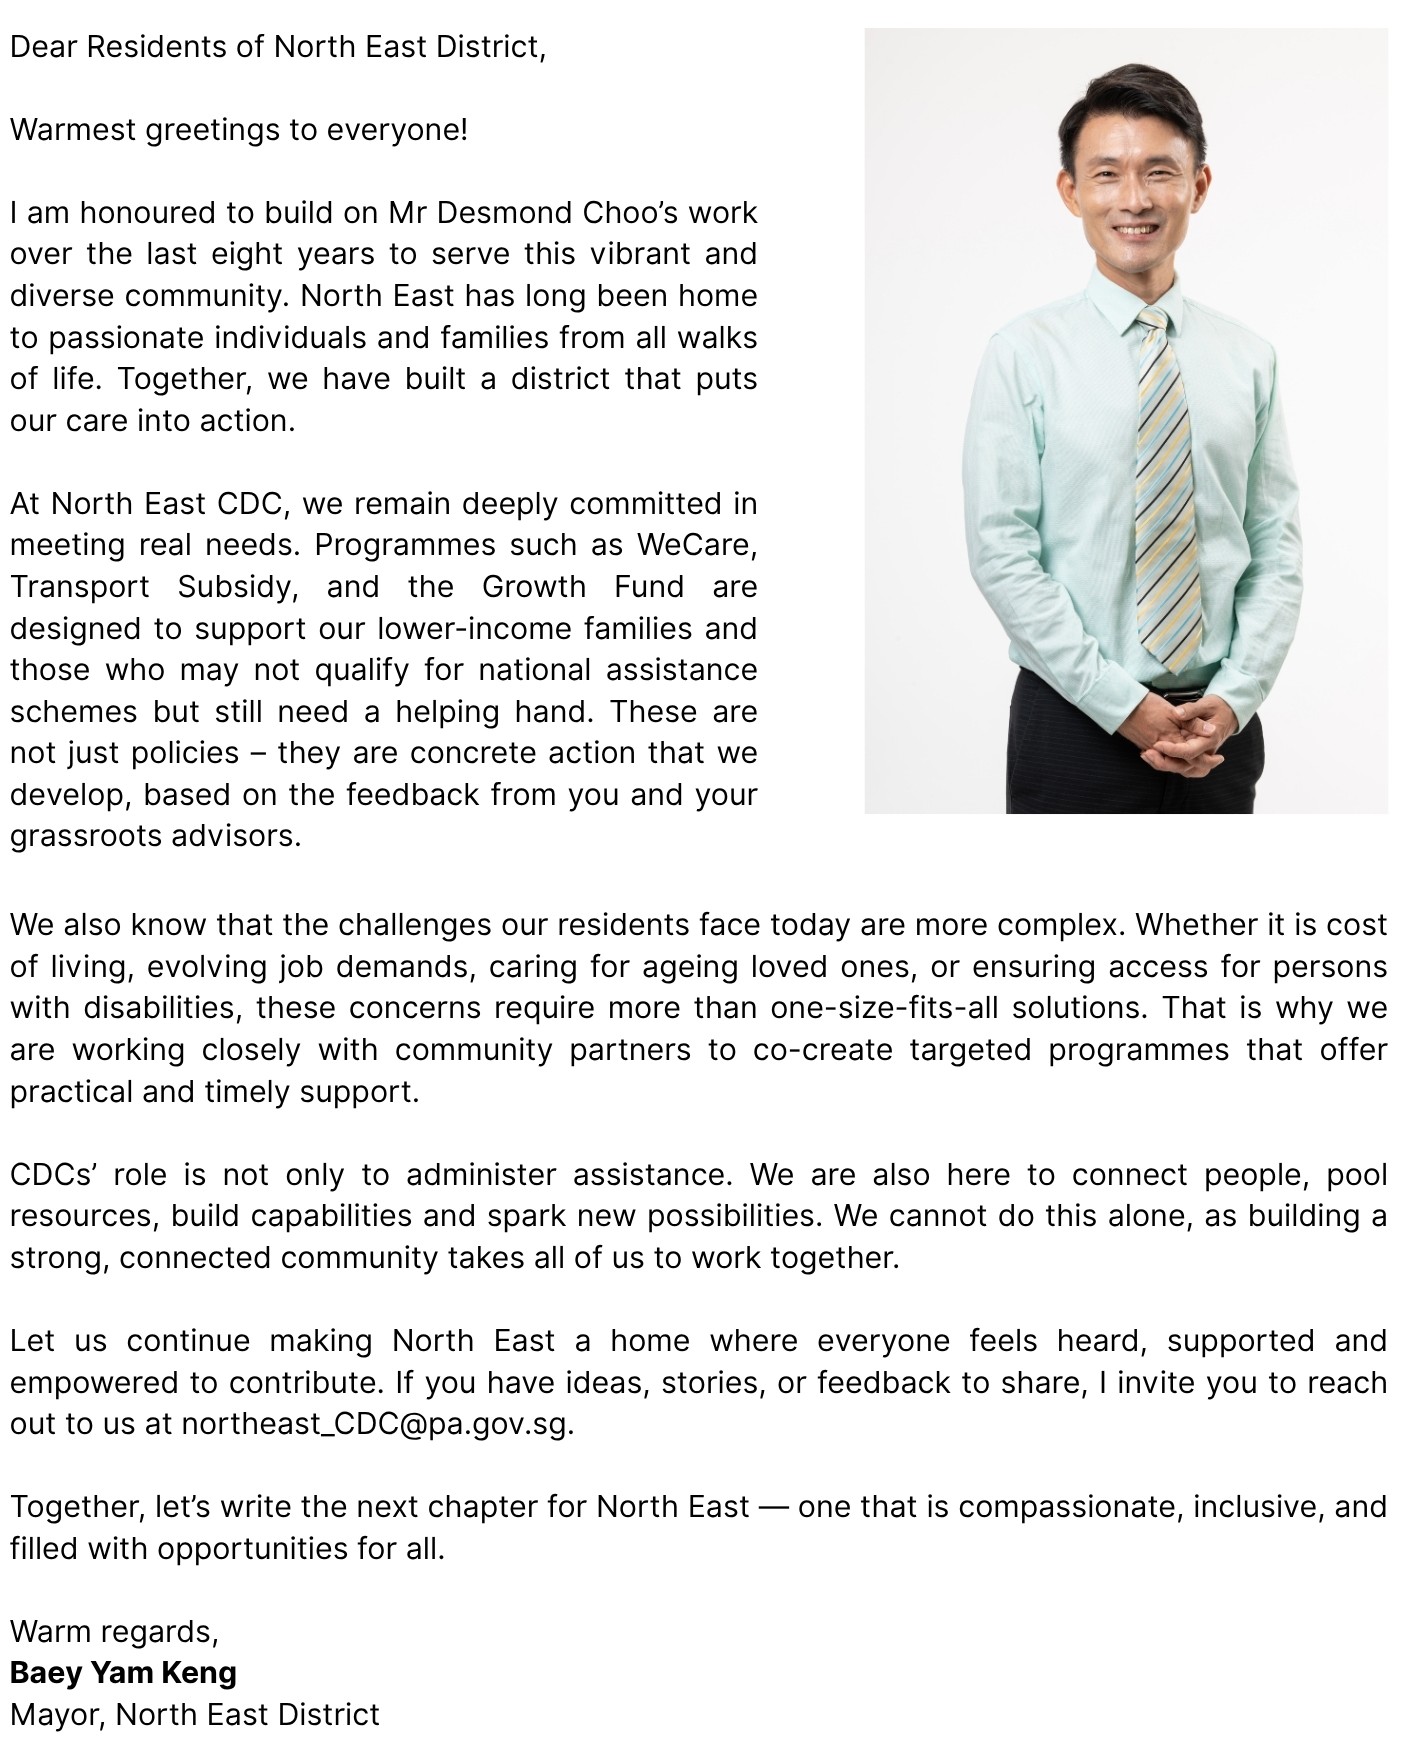 Dear Residents of North East District,
Warmest greetings to everyone!
I am honoured to build on Mr Desmond Choo’s work
over the last eight years to serve this vibrant and
diverse community. North East has long been home
to passionate individuals and families from all walks
of life. Together, we have built a district that puts
our care into action.
At North East CDC, we remain deeply committed in
meeting real needs. Programmes such as WeCare,
Transport Subsidy, and the Growth Fund are
designed to support our lower-income families and
those who may not qualify for national assistance
schemes but still need a helping hand. These are
not just policies – they are concrete action that we
develop, based on the feedback from you and your
grassroots advisors.
We also know that the challenges our residents face today are more complex. Whether it is cost
of living, evolving job demands, caring for ageing loved ones, or ensuring access for persons
with disabilities, these concerns require more than one-size-fits-all solutions. That is why we
are working closely with community partners to co-create targeted programmes that offer
practical and timely support.
CDCs’ role is not only to administer assistance. We are also here to connect people, pool
resources, build capabilities and spark new possibilities. We cannot do this alone, as building a
strong, connected community takes all of us to work together.
Let us continue making North East a home where everyone feels heard, supported and
empowered to contribute. If you have ideas, stories, or feedback to share, I invite you to reach
out to us at northeast_CDC@pa.gov.sg.
Together, let’s write the next chapter for North East — one that is compassionate, inclusive, and
filled with opportunities for all.
Warm regards,
Baey Yam Keng
Mayor, North East District